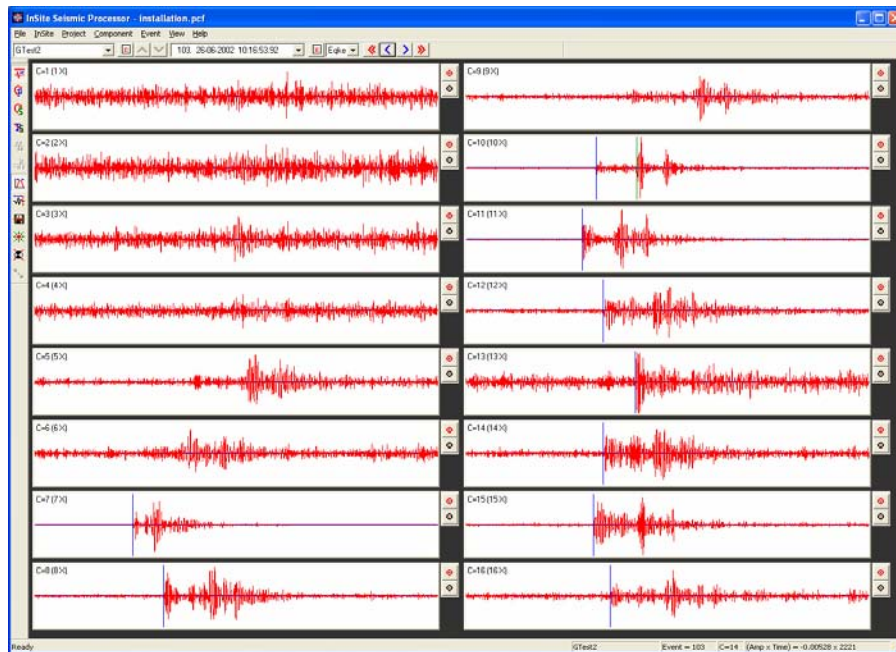 InSite Seismic Processor - installation.pcf
File InSite Project Component Event View Help
GTest2 E 103. 26-06-2002 10:16:53.92 E Eqke
C=1 (1X)
C=2 (2X)
C=3 (3X)
C=4 (4X)
C=5 (5X)
C=6 (6X)
C=7 (7X)
C=8 (8X)
C=9 (9X)
C=10 (10X)
C=11 (11X)
C=12 (12X)
C=13 (13X)
C=14 (14X)
C=15 (15X)
C=16 (16X)
Ready GTest2 Event = 103 C=14 (Amp x Time) = -0.00528 x 2221